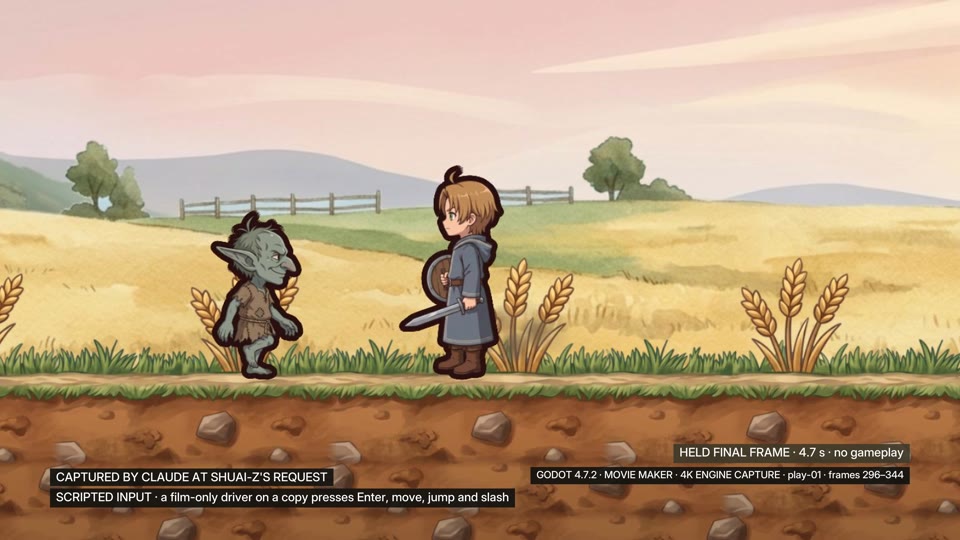 HELD FINAL FRAME · 4.7 s · no gameplay
CAPTURED BY CLAUDE AT SHUAI-Z'S REQUEST
GODOT 4.7.2 · MOVIE MAKER · 4K ENGINE CAPTURE · play-01 · frames 296–344
SCRIPTED INPUT · a film-only driver on a copy presses Enter, move, jump and slash